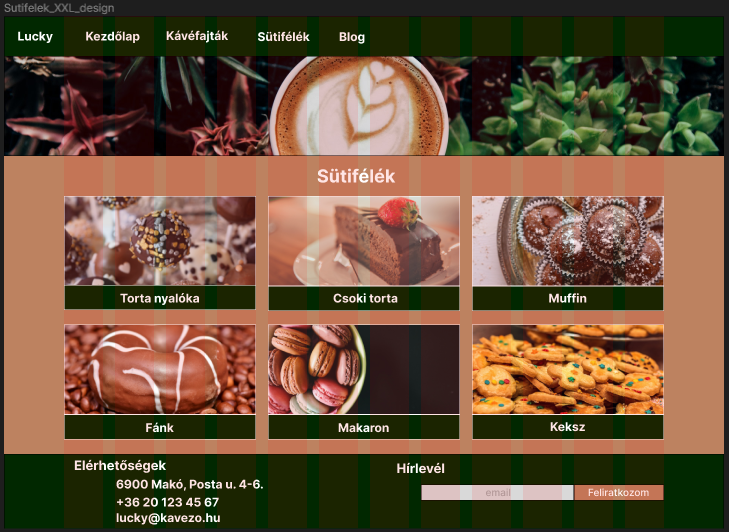 Sutifelek_XXL_design
Lucky Kezdőlap Kávéfajták Sütifélék Blog
Sütifélék
Torta nyalóka Csoki torta Muffin
Fánk Makaron Keksz
Elérhetőségek
6900 Makó, Posta u. 4-6.
+36 20 123 45 67
lucky@kavezo.hu
Hírlevél
email Feliratkozom